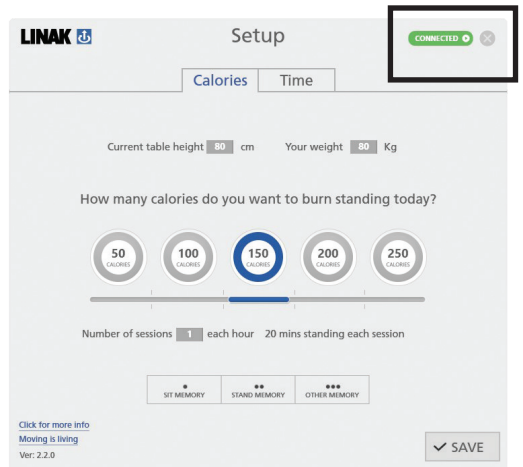 LINAK Setup CONNECTED
Calories Time
Current table height 80 cm Your weight 80 Kg
How many calories do you want to burn standing today?
50 100 150 200 250
CALORIES CALORIES CALORIES CALORIES CALORIES
Number of sessions 1 each hour 20 mins standing each session
SIT MEMORY STAND MEMORY OTHER MEMORY
Click for more info
Moving is living
Ver: 2.2.0
SAVE